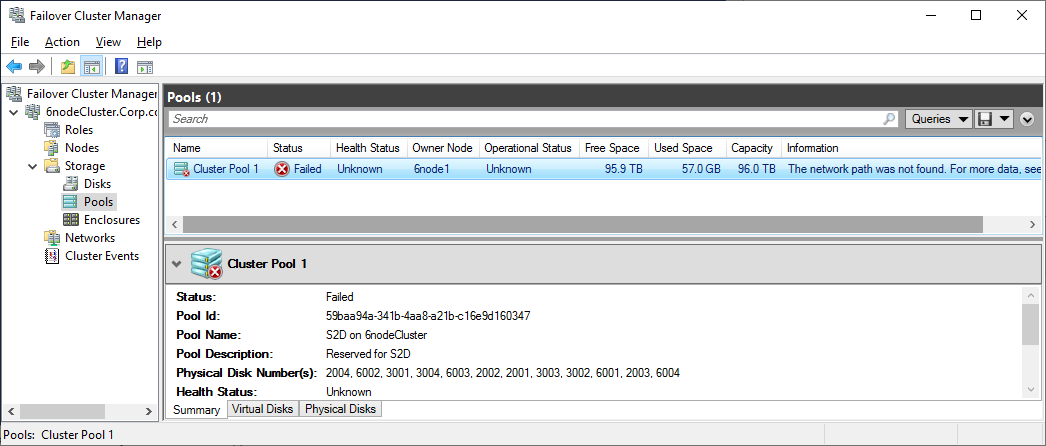 Failover Cluster Manager
File Action View Help
Failover Cluster Manager
6nodeCluster.Corp.cc
Roles
Nodes
Storage
Disks
Pools
Enclosures
Networks
Cluster Events
Pools (1)
Search
Queries
Name Status Health Status Owner Node Operational Status Free Space Used Space Capacity Information
Cluster Pool 1 Failed Unknown 6node1 Unknown 95.9 TB 57.0 GB 96.0 TB The network path was not found. For more data, see
Cluster Pool 1
Status: Failed
Pool Id: 59baa94a-341b-4aa8-a21b-c16e9d160347
Pool Name: S2D on 6nodeCluster
Pool Description: Reserved for S2D
Physical Disk Number(s): 2004, 6002, 3001, 3004, 6003, 2002, 2001, 3003, 3002, 6001, 2003, 6004
Health Status: Unknown
Summary Virtual Disks Physical Disks
Pools: Cluster Pool 1